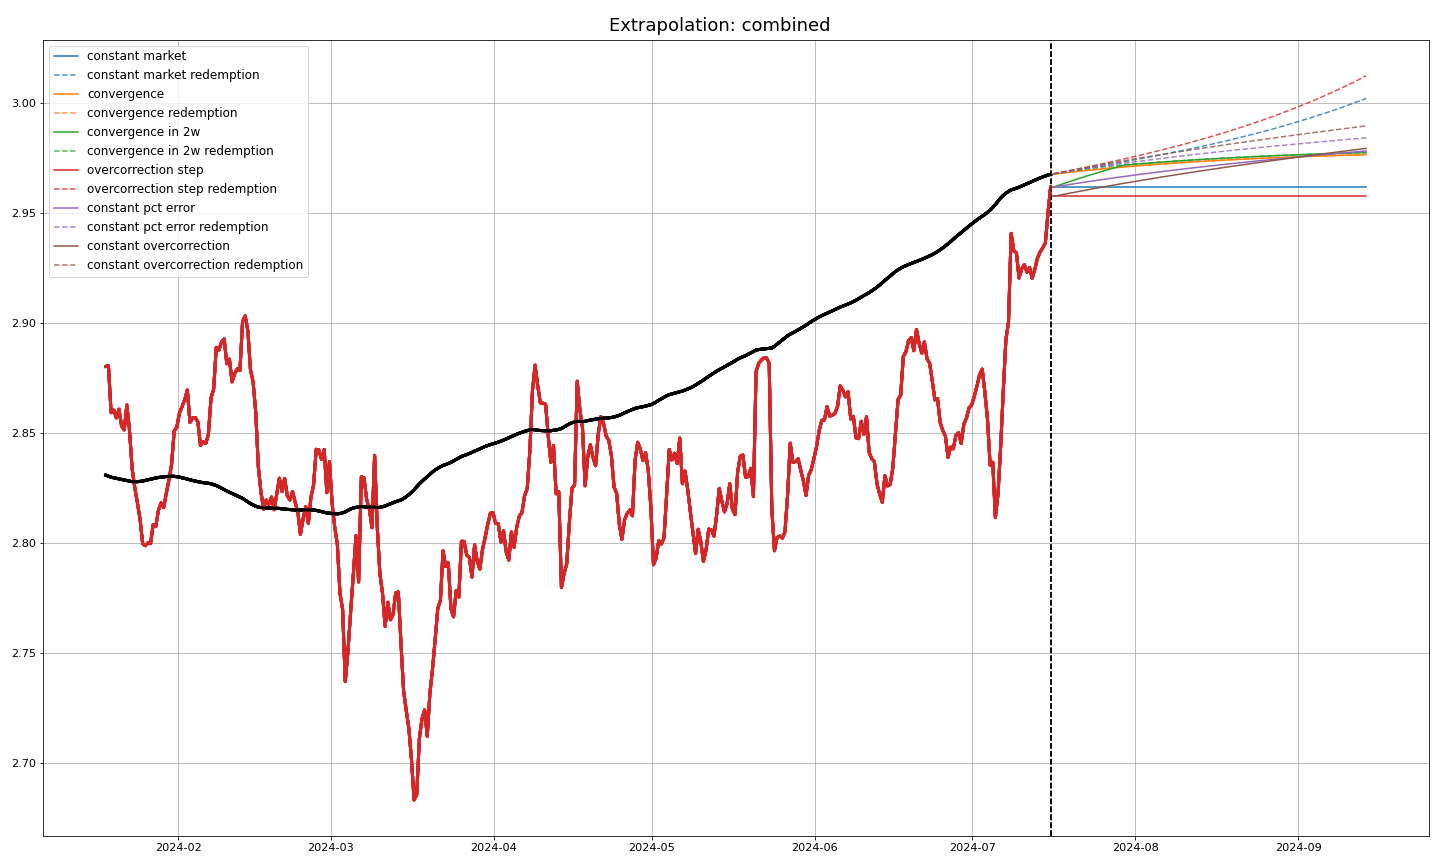 Extrapolation: combined
constant market
constant market redemption
convergence
convergence redemption
convergence in 2w
convergence in 2w redemption
overcorrection step
overcorrection step redemption
constant pct error
constant pct error redemption
constant overcorrection
constant overcorrection redemption
3.00
2.95
2.90
2.85
2.80
2.75
2.70
2024-02 2024-03 2024-04 2024-05 2024-06 2024-07 2024-08 2024-09